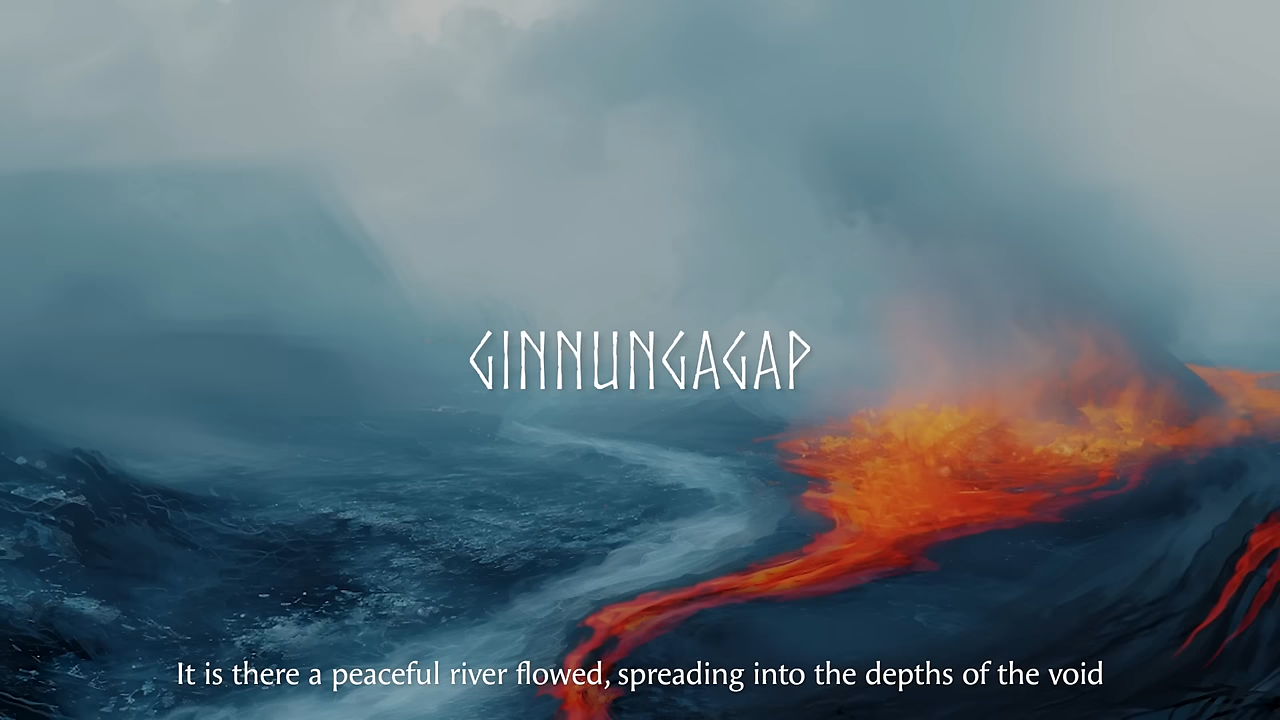 GINNUNGAGAP
It is there a peaceful river flowed, spreading into the depths of the void